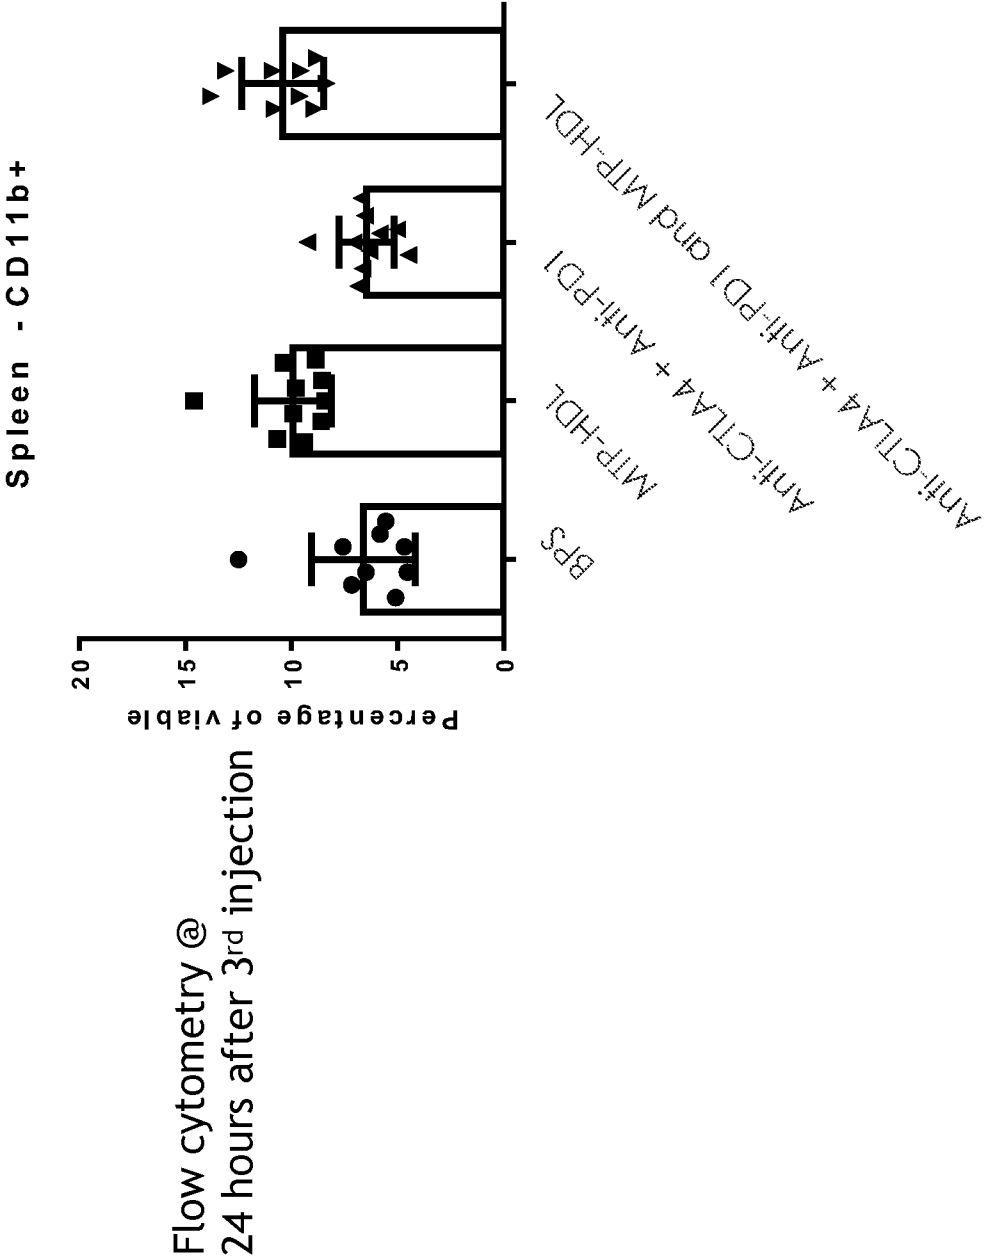 Flow cytometry @
24 hours after 3rd injection
Spleen - CD11b+
Percentage of viable
20
15
10
5
0
BPS
MTP-HDL
Anti-CTLA4 + Anti-PD1
Anti-CTLA4 + Anti-PD1 and MTP-HDL